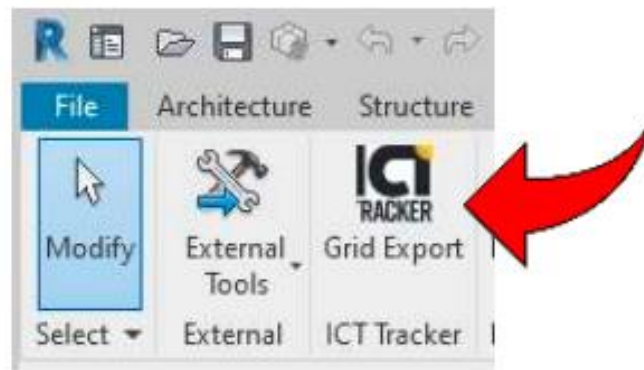 File Architecture Structure
ICT
TRACKER
Modify External Grid Export
Tools
Select External ICT Tracker